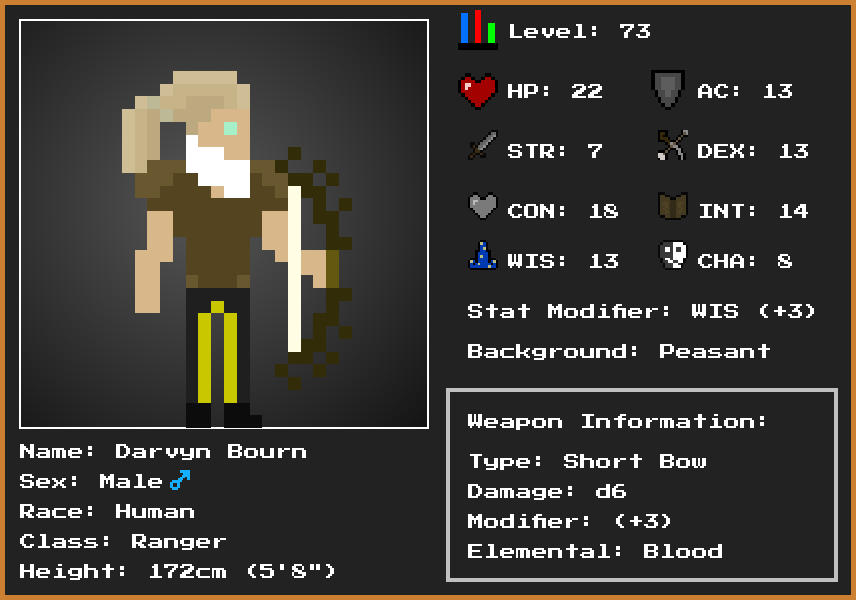 Level: 73
HP: 22
AC: 13
STR: 7
DEX: 13
CON: 18
INT: 14
WIS: 13
CHA: 8
Stat Modifier: WIS (+3)
Background: Peasant
Name: Darvyn Bourn
Sex: Male♂
Race: Human
Class: Ranger
Height: 172cm (5'8")
Weapon Information:
Type: Short Bow
Damage: d6
Modifier: (+3)
Elemental: Blood